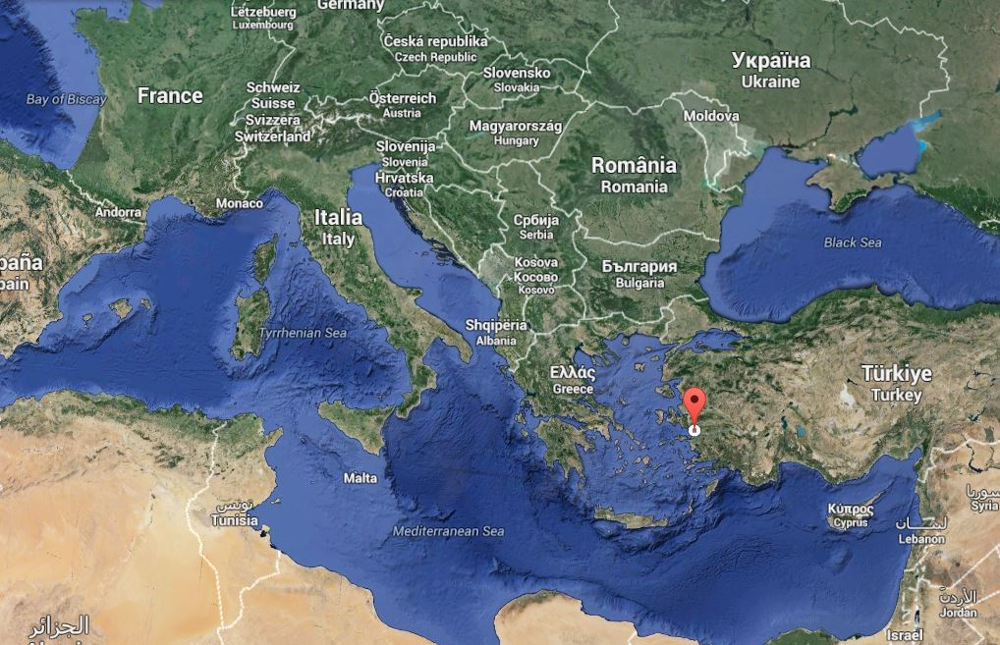 Germany
Lëtzebuerg
Luxembourg
Česká republika
Czech Republic
Slovensko
Slovakia
Україна
Ukraine
Bay of Biscay
France
Schweiz
Suisse
Svizzera
Switzerland
Österreich
Austria
Magyarország
Hungary
Moldova
Slovenija
Slovenia
Hrvatska
Croatia
România
Romania
Andorra
Monaco
Italia
Italy
Србија
Serbia
Black Sea
paña
pain
Kosova
Косово
Kosovo
България
Bulgaria
Tyrrhenian Sea
Shqipëria
Albania
Ελλάς
Greece
Türkiye
Turkey
Malta
تونس
Tunisia
Mediterranean Sea
Κύπρος
Cyprus
سوريا
Syria
لبنان
Lebanon
الأردن
Jordan
الجزائر
Israel